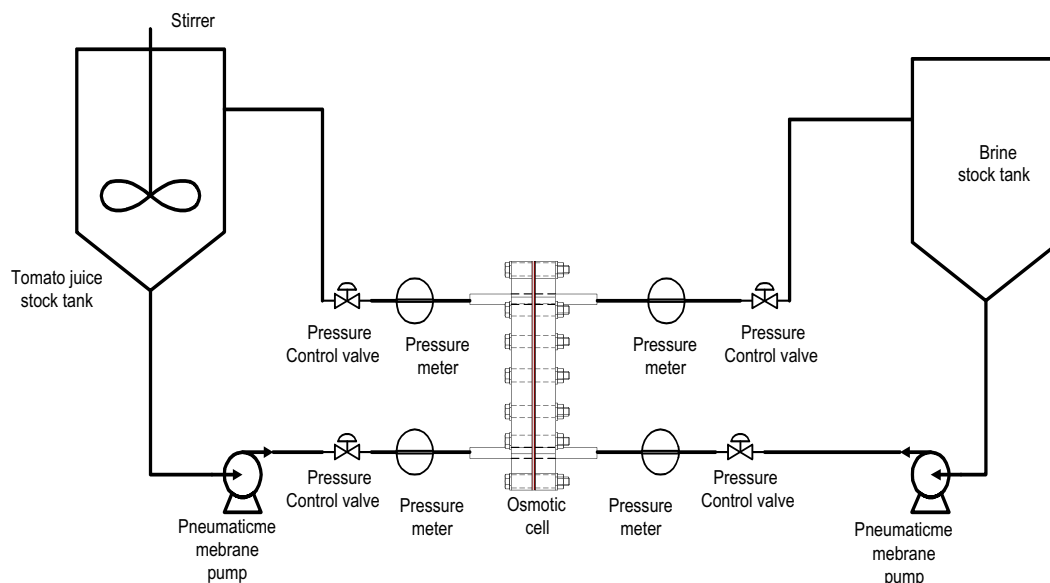 Stirrer
Brine
stock tank
Tomato juice
stock tank
Pressure
Control valve
Pressure
meter
Pressure
meter
Pressure
Control valve
Pressure
Control valve
Pressure
meter
Osmotic
cell
Pressure
meter
Pressure
Control valve
Pneumaticme
mebrane
pump
Pneumaticme
mebrane
pump